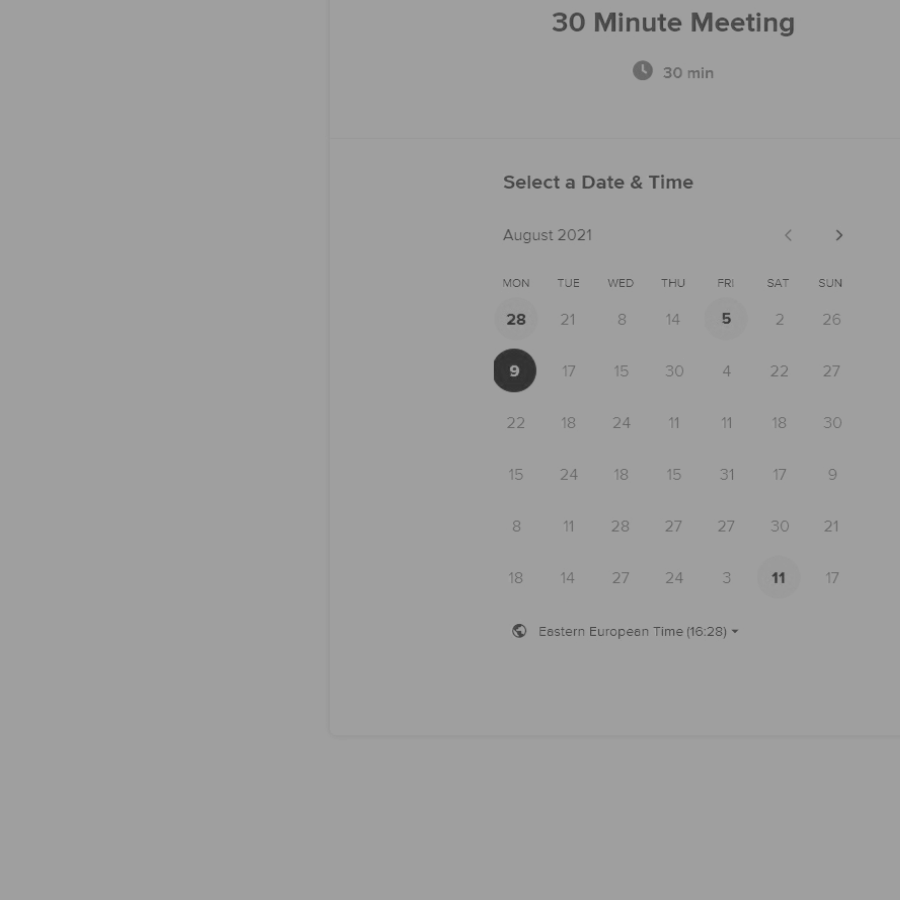 30 Minute Meeting
30 min
Select a Date & Time
August 2021
MON TUE WED THU FRI SAT SUN
28 21 8 14 5 2 26
9 17 15 30 4 22 27
22 18 24 11 11 18 30
15 24 18 15 31 17 9
8 11 28 27 27 30 21
18 14 27 24 3 11 17
Eastern European Time (16:28)